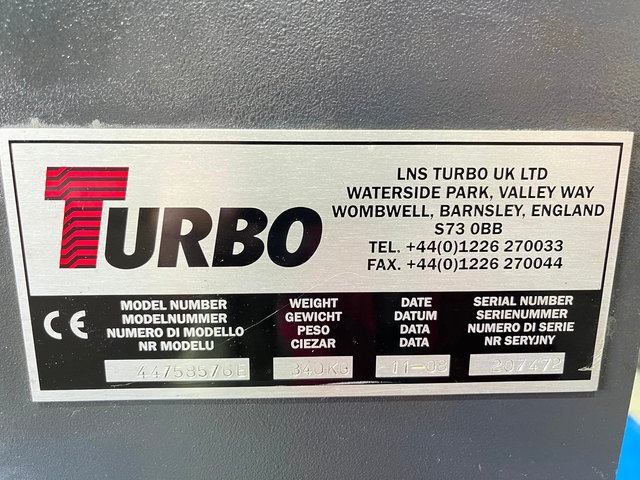 TURBO
LNS TURBO UK LTD
WATERSIDE PARK, VALLEY WAY
WOMBWELL, BARNSLEY, ENGLAND
S73 0BB
TEL. +44(0)1226 270033
FAX. +44(0)1226 270044
CE
MODEL NUMBER
MODELNUMMER
NUMERO DI MODELLO
NR MODELU
WEIGHT
GEWICHT
PESO
CIEZAR
340KG
DATE
DATUM
DATA
DATA
11-08
SERIAL NUMBER
SERIENUMMER
NUMERO DI SERIE
NR SERYJNY
207472